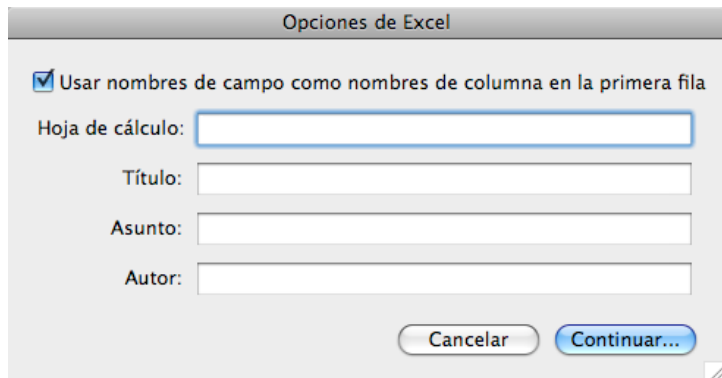 Opciones de Excel
Usar nombres de campo como nombres de columna en la primera fila
Hoja de cálculo:
Título:
Asunto:
Autor:
Cancelar Continuar...